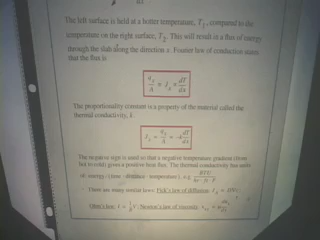 The left surface is held at a hotter temperature, T₁, compared to the
temperature on the right surface, T₂. This will result in a flux of energy
through the slab along the direction x. Fourier law of conduction states
that the flux is
The proportionality constant is a property of the material called the
thermal conductivity, k
The negative sign is used so that a negative temperature gradient (from
hot to cold) gives a positive heat flux. The thermal conductivity has units
of energy / (time · distance · temperature), e.g.
There are many similar laws: Fick's law of diffusion:
Ohm's law: Newton's law of viscosity: